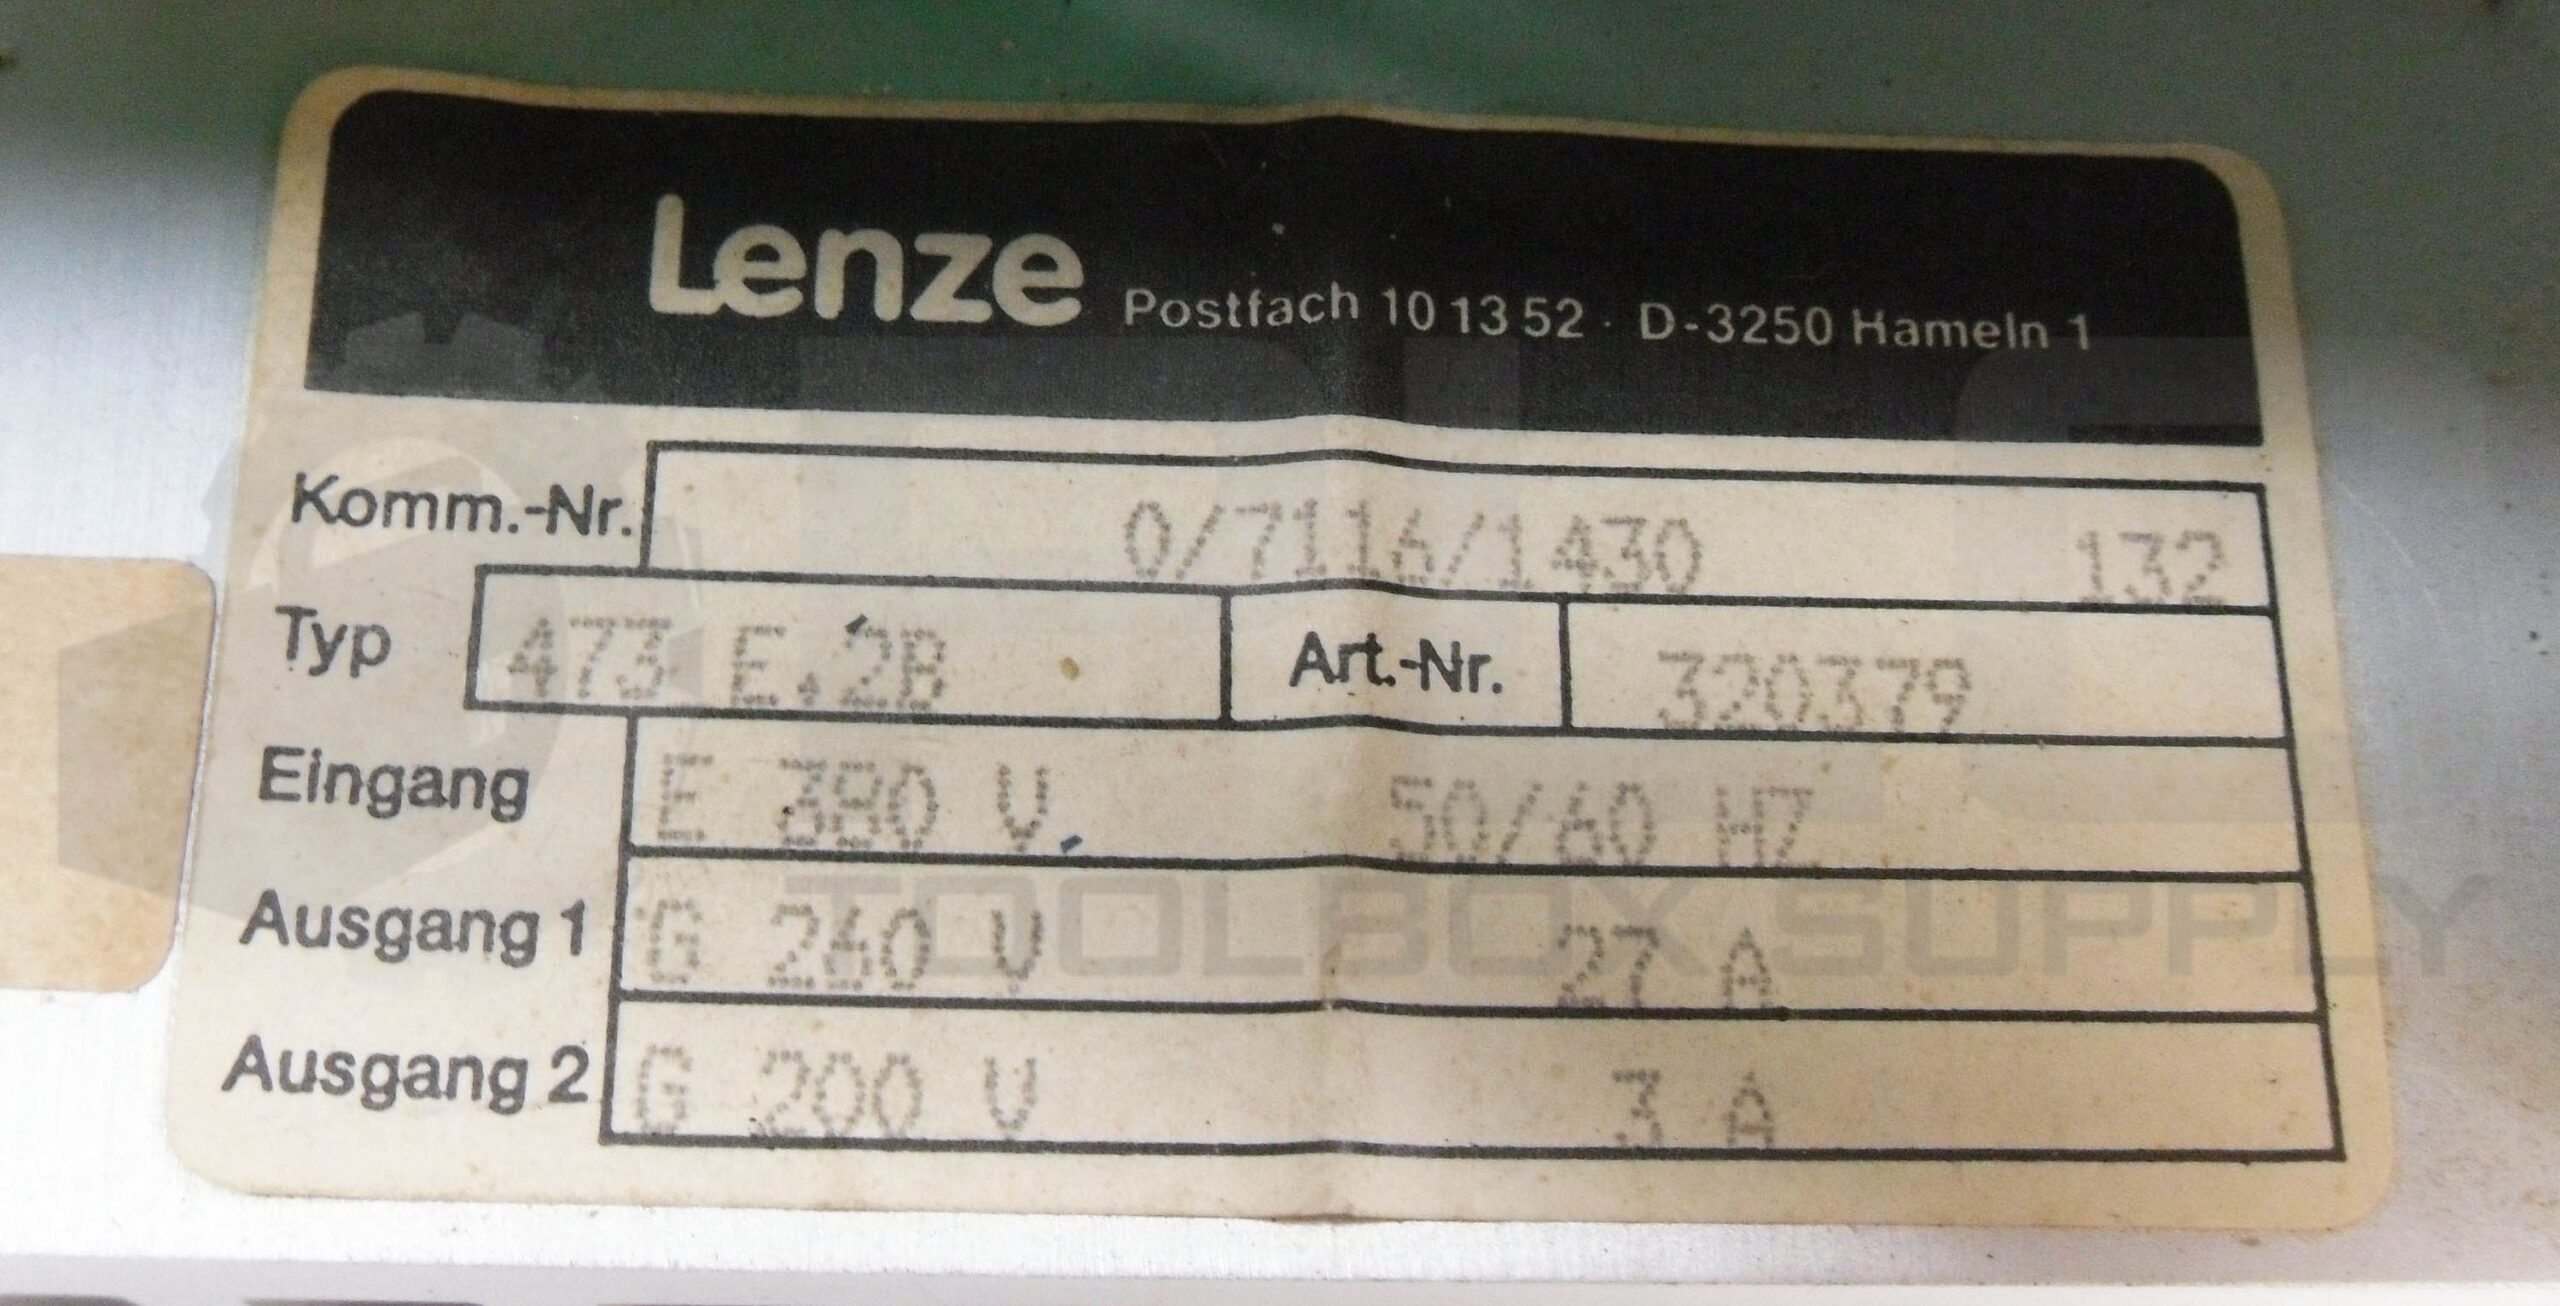 Lenze Postfach 10 13 52 · D-3250 Hameln 1
Komm.-Nr. 0/7116/1430 132
Typ 473 E.2B Art.-Nr. 320379
Eingang E 380 V 50/60 HZ
Ausgang 1 G 260 V 27 A
Ausgang 2 G 200 V 3 A
TOOLBOX SUPPLY